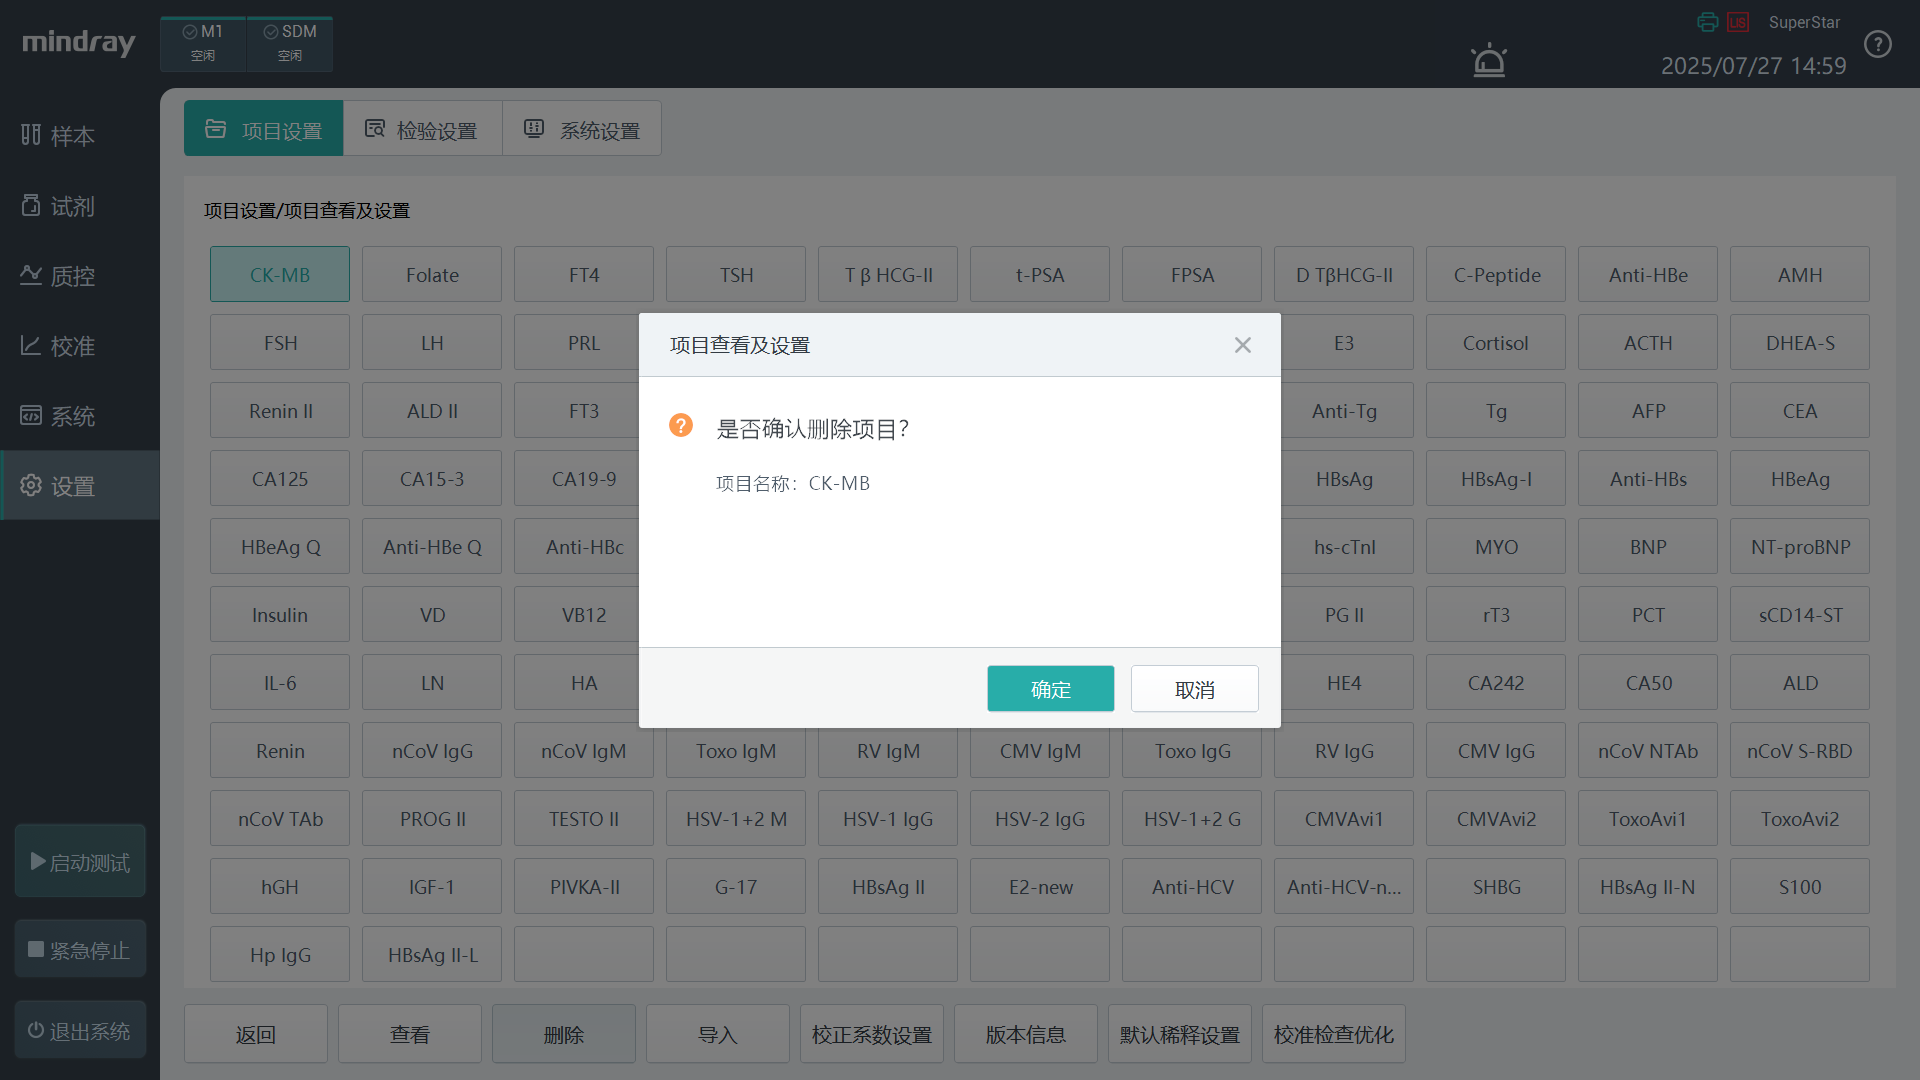 mindray
M1
空闲
SDM
空闲
LIS
SuperStar
2025/07/27 14:59
?
样本
试剂
质控
校准
系统
设置
启动测试
紧急停止
退出系统
项目设置
检验设置
系统设置
项目设置/项目查看及设置
CK-MB Folate FT4 TSH T β HCG-II t-PSA FPSA D TβHCG-II C-Peptide Anti-HBe AMH
FSH LH PRL E3 Cortisol ACTH DHEA-S
Renin II ALD II FT3 Anti-Tg Tg AFP CEA
CA125 CA15-3 CA19-9 HBsAg HBsAg-I Anti-HBs HBeAg
HBeAg Q Anti-HBe Q Anti-HBc hs-cTnI MYO BNP NT-proBNP
Insulin VD VB12 PG II rT3 PCT sCD14-ST
IL-6 LN HA HE4 CA242 CA50 ALD
Renin nCoV IgG nCoV IgM Toxo IgM RV IgM CMV IgM Toxo IgG RV IgG CMV IgG nCoV NTAb nCoV S-RBD
nCoV TAb PROG II TESTO II HSV-1+2 M HSV-1 IgG HSV-2 IgG HSV-1+2 G CMVAvi1 CMVAvi2 ToxoAvi1 ToxoAvi2
hGH IGF-1 PIVKA-II G-17 HBsAg II E2-new Anti-HCV Anti-HCV-n... SHBG HBsAg II-N S100
Hp IgG HBsAg II-L
项目查看及设置
?
是否确认删除项目?
项目名称：CK-MB
确定
取消
返回
查看
删除
导入
校正系数设置
版本信息
默认稀释设置
校准检查优化